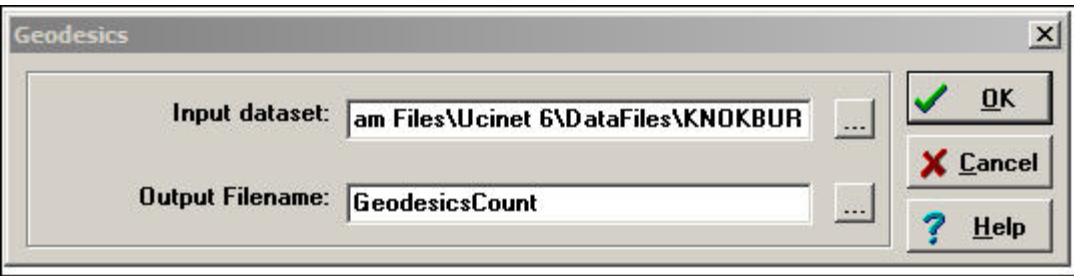 Geodesics
Input dataset: am Files\Ucinet 6\DataFiles\KNOKBUR ...
Output Filename: GeodesicsCount ...
OK
Cancel
Help